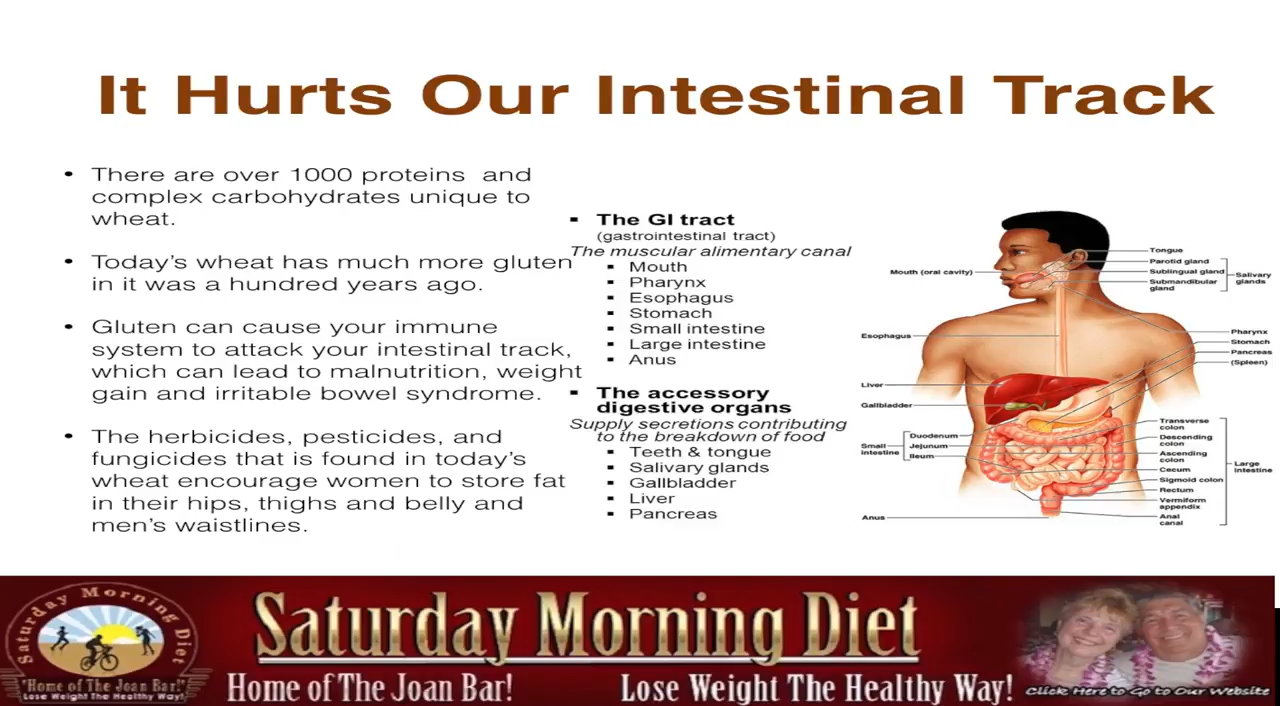 It Hurts Our Intestinal Track
• There are over 1000 proteins and
complex carbohydrates unique to
wheat.
• Today's wheat has much more gluten
in it was a hundred years ago.
• Gluten can cause your immune
system to attack your intestinal track,
which can lead to malnutrition, weight
gain and irritable bowel syndrome.
• The herbicides, pesticides, and
fungicides that is found in today's
wheat encourage women to store fat
in their hips, thighs and belly and
men's waistlines.
▪ The GI tract
(gastrointestinal tract)
The muscular alimentary canal
▪ Mouth
▪ Pharynx
▪ Esophagus
▪ Stomach
▪ Small intestine
▪ Large intestine
▪ Anus
▪ The accessory
digestive organs
Supply secretions contributing
to the breakdown of food
▪ Teeth & tongue
▪ Salivary glands
▪ Gallbladder
▪ Liver
▪ Pancreas
Mouth (oral cavity)
Esophagus
Liver
Gallbladder
Small
intestine
Duodenum
Jejunum
Ileum
Anus
Tongue
Parotid gland
Sublingual gland
Submandibular
gland
Salivary
glands
Pharynx
Stomach
Pancreas
(Spleen)
Transverse
colon
Descending
colon
Ascending
colon
Cecum
Sigmoid colon
Rectum
Vermiform
appendix
Anal
canal
Large
intestine
Saturday Morning Diet
"Home of The Joan Bar!"
Lose Weight The Healthy Way!
Saturday Morning Diet
Home of The Joan Bar!
Lose Weight The Healthy Way!
Click Here to Go to Our Website